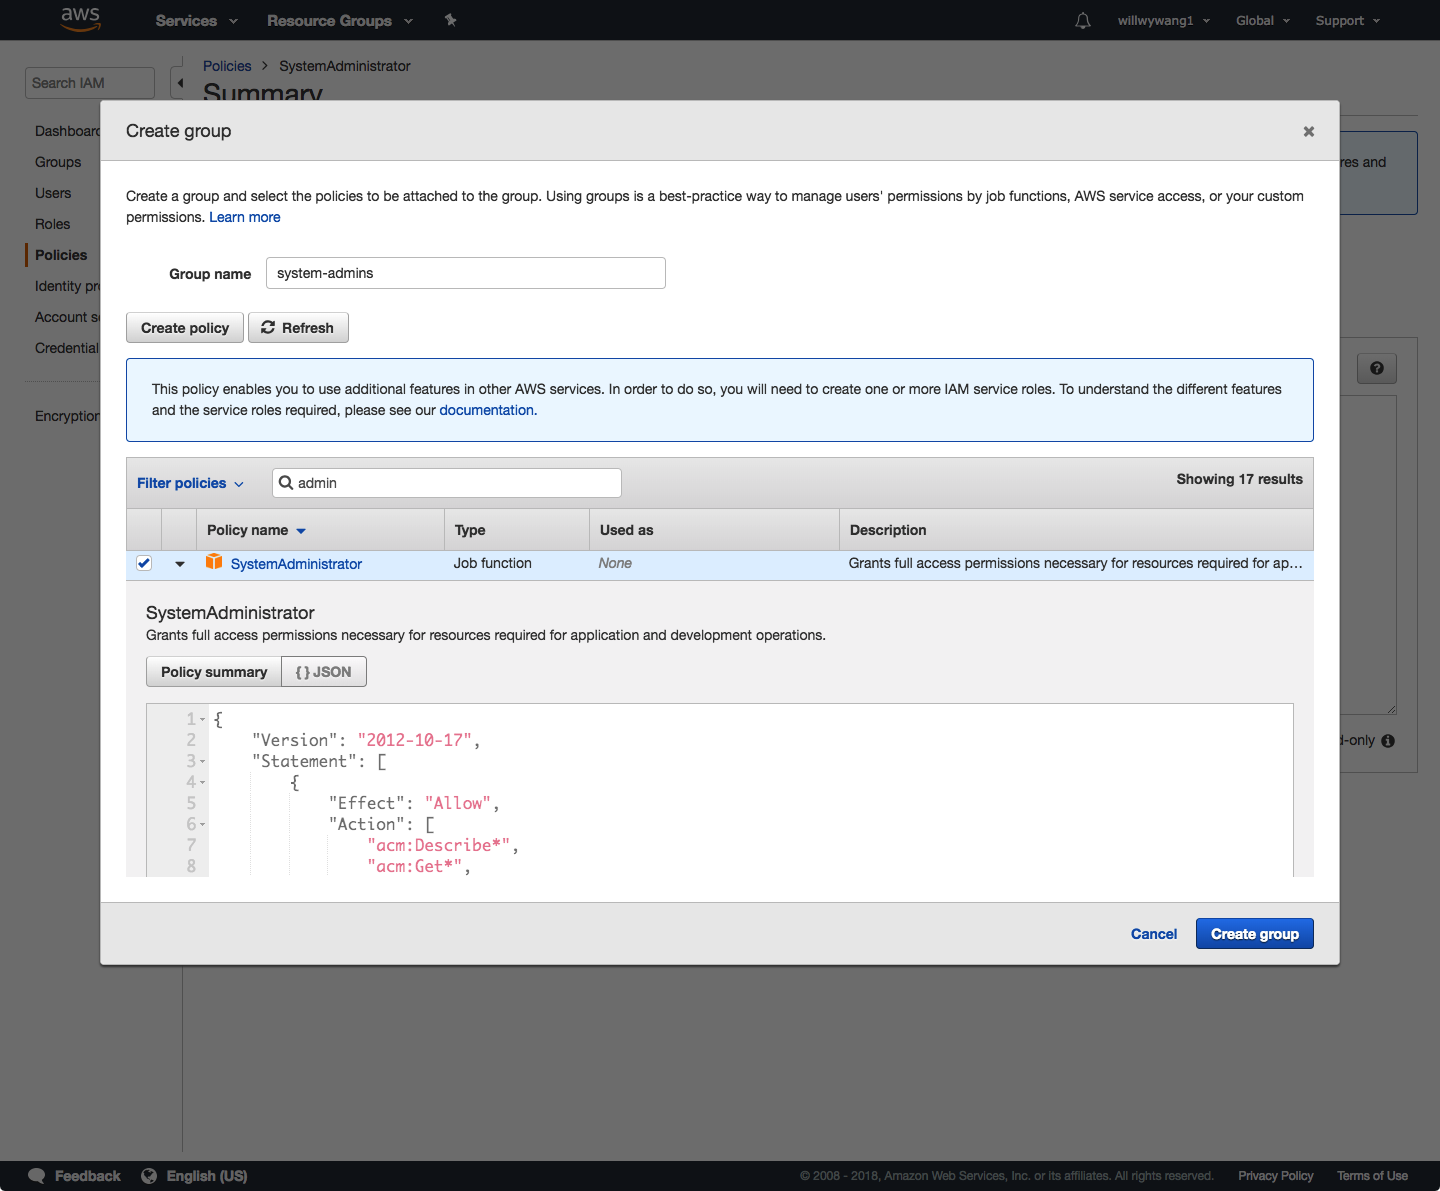 aws
Services
Resource Groups
willwywang1
Global
Support
Search IAM
Policies > SystemAdministrator
Summary
Dashboard
Groups
Users
Roles
Policies
Identity pr
Account s
Credential
Encryption
res and
d-only
Create group
Create a group and select the policies to be attached to the group. Using groups is a best-practice way to manage users' permissions by job functions, AWS service access, or your custom
permissions. Learn more
Group name system-admins
Create policy Refresh
This policy enables you to use additional features in other AWS services. In order to do so, you will need to create one or more IAM service roles. To understand the different features
and the service roles required, please see our documentation.
Filter policies admin Showing 17 results
Policy name Type Used as Description
SystemAdministrator Job function None Grants full access permissions necessary for resources required for ap...
SystemAdministrator
Grants full access permissions necessary for resources required for application and development operations.
Policy summary {} JSON
1 {
2 "Version": "2012-10-17",
3 "Statement": [
4 {
5 "Effect": "Allow",
6 "Action": [
7 "acm:Describe*",
8 "acm:Get*",
Cancel Create group
Feedback English (US) © 2008 - 2018, Amazon Web Services, Inc. or its affiliates. All rights reserved. Privacy Policy Terms of Use